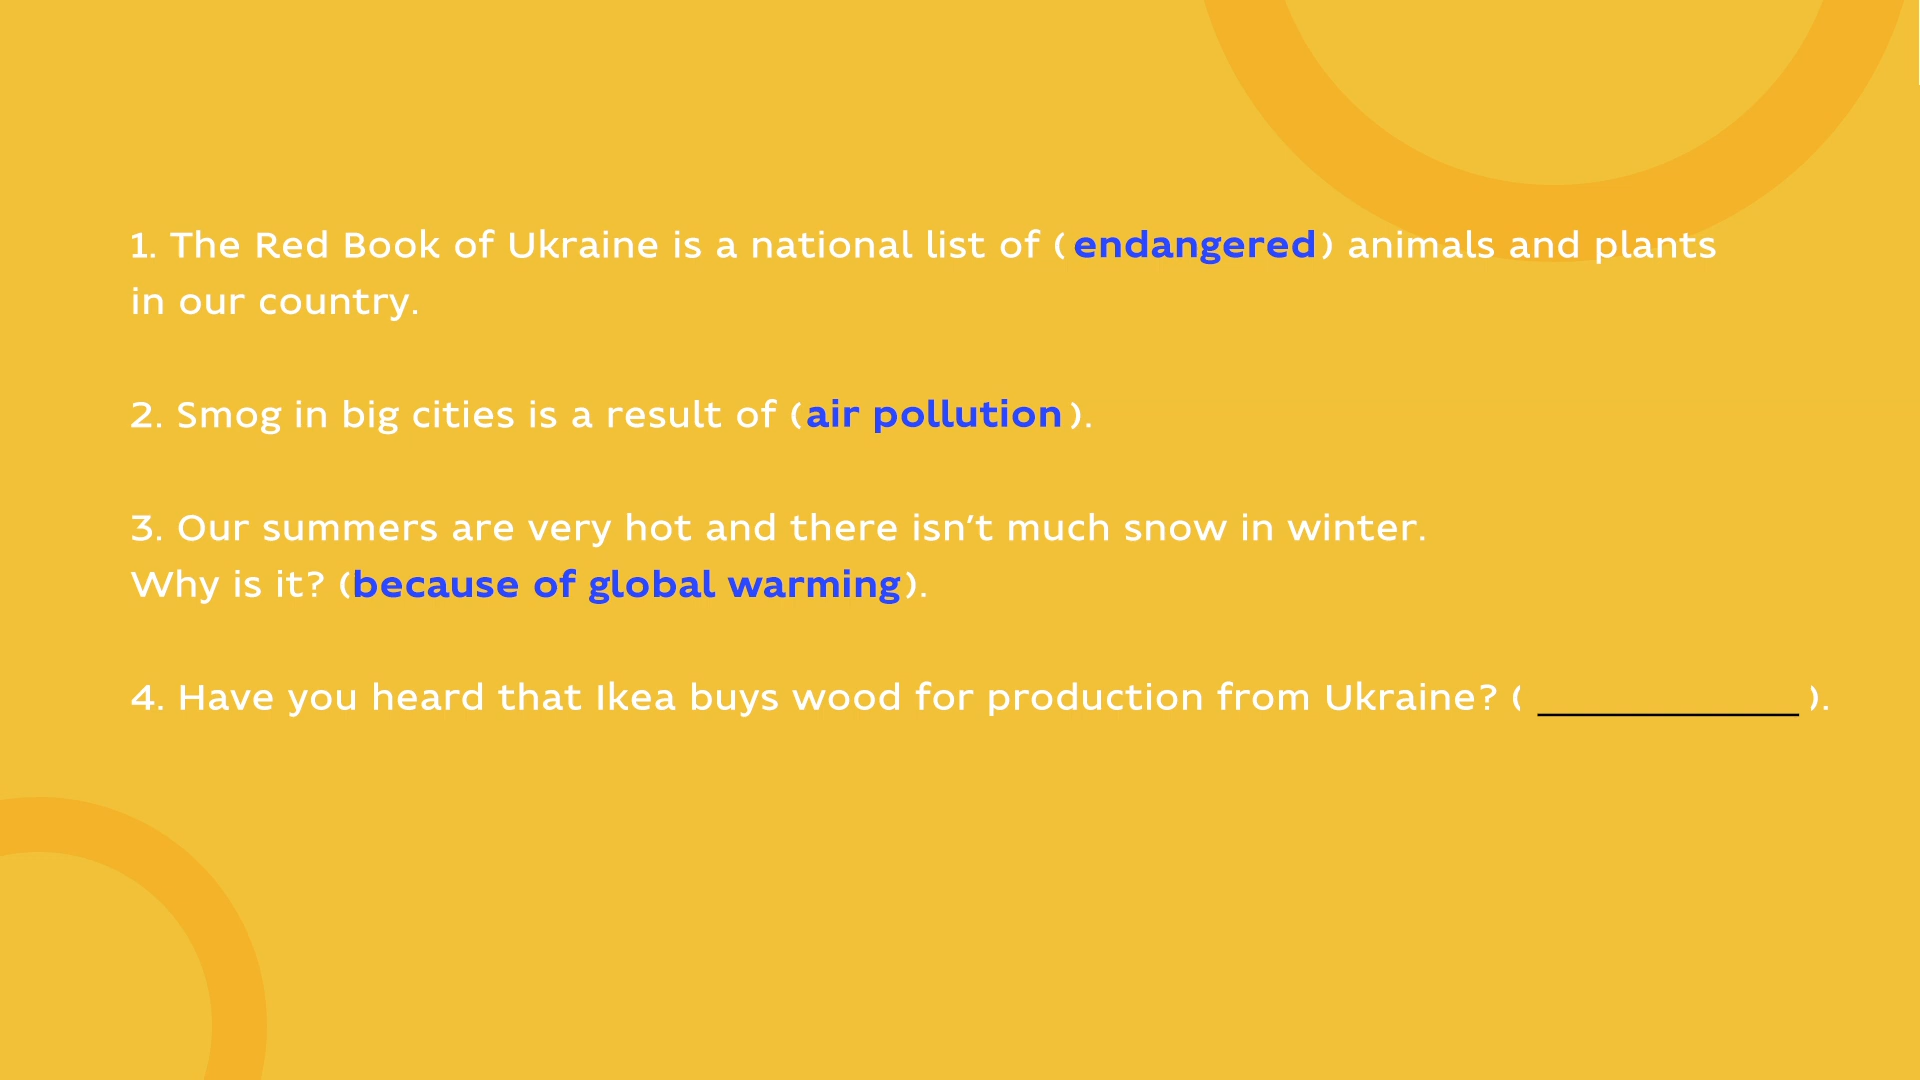 1. The Red Book of Ukraine is a national list of (endangered) animals and plants
in our country.
2. Smog in big cities is a result of (air pollution).
3. Our summers are very hot and there isn't much snow in winter.
Why is it? (because of global warming).
4. Have you heard that Ikea buys wood for production from Ukraine? ( ____________ ).